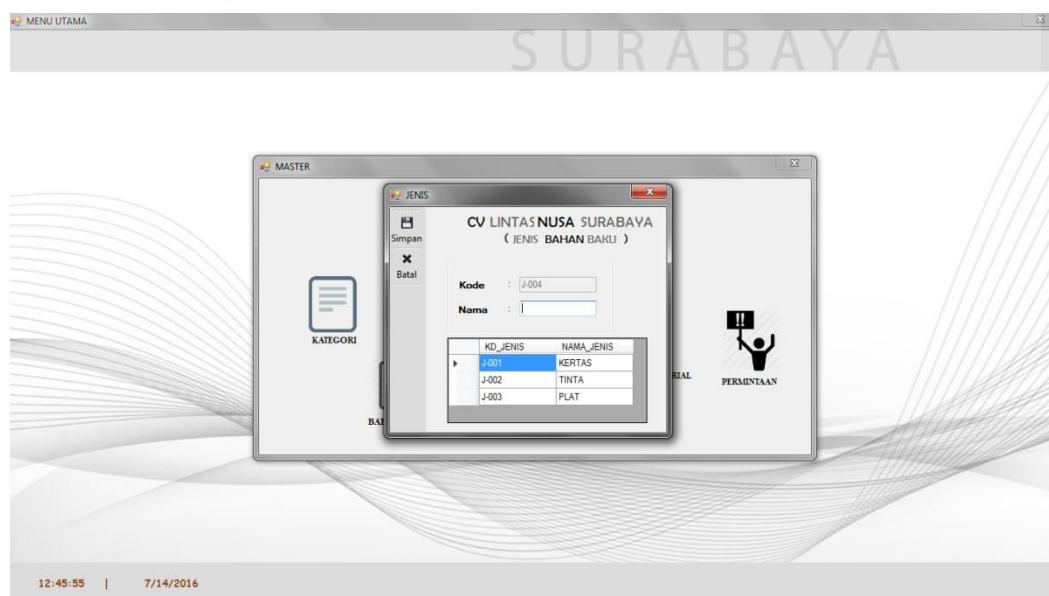 MENU UTAMA
SURABAYA
MASTER
JENIS
Simpan
Batal
CV LINTAS NUSA SURABAYA
( JENIS BAHAN BAKU )
Kode : J-004
Nama :
KD_JENIS NAMA_JENIS
J-001 KERTAS
J-002 TINTA
J-003 PLAT
KATEGORI
BA
RIAL
PERMINTAAN
12:45:55 | 7/14/2016